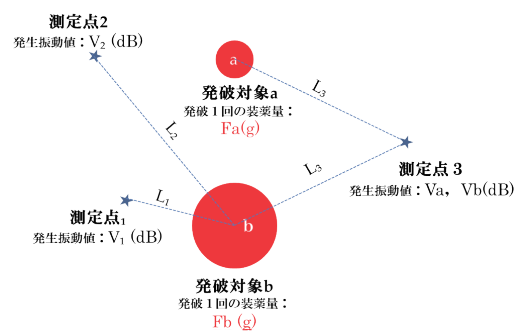 測定点2
発生振動値：V2 (dB)
a
発破対象a
発破１回の装薬量：
Fa(g)
L3
L2
L3
測定点３
発生振動値：Va，Vb(dB)
L1
測定点1
発生振動値：V1 (dB)
b
発破対象b
発破１回の装薬量：
Fb (g)